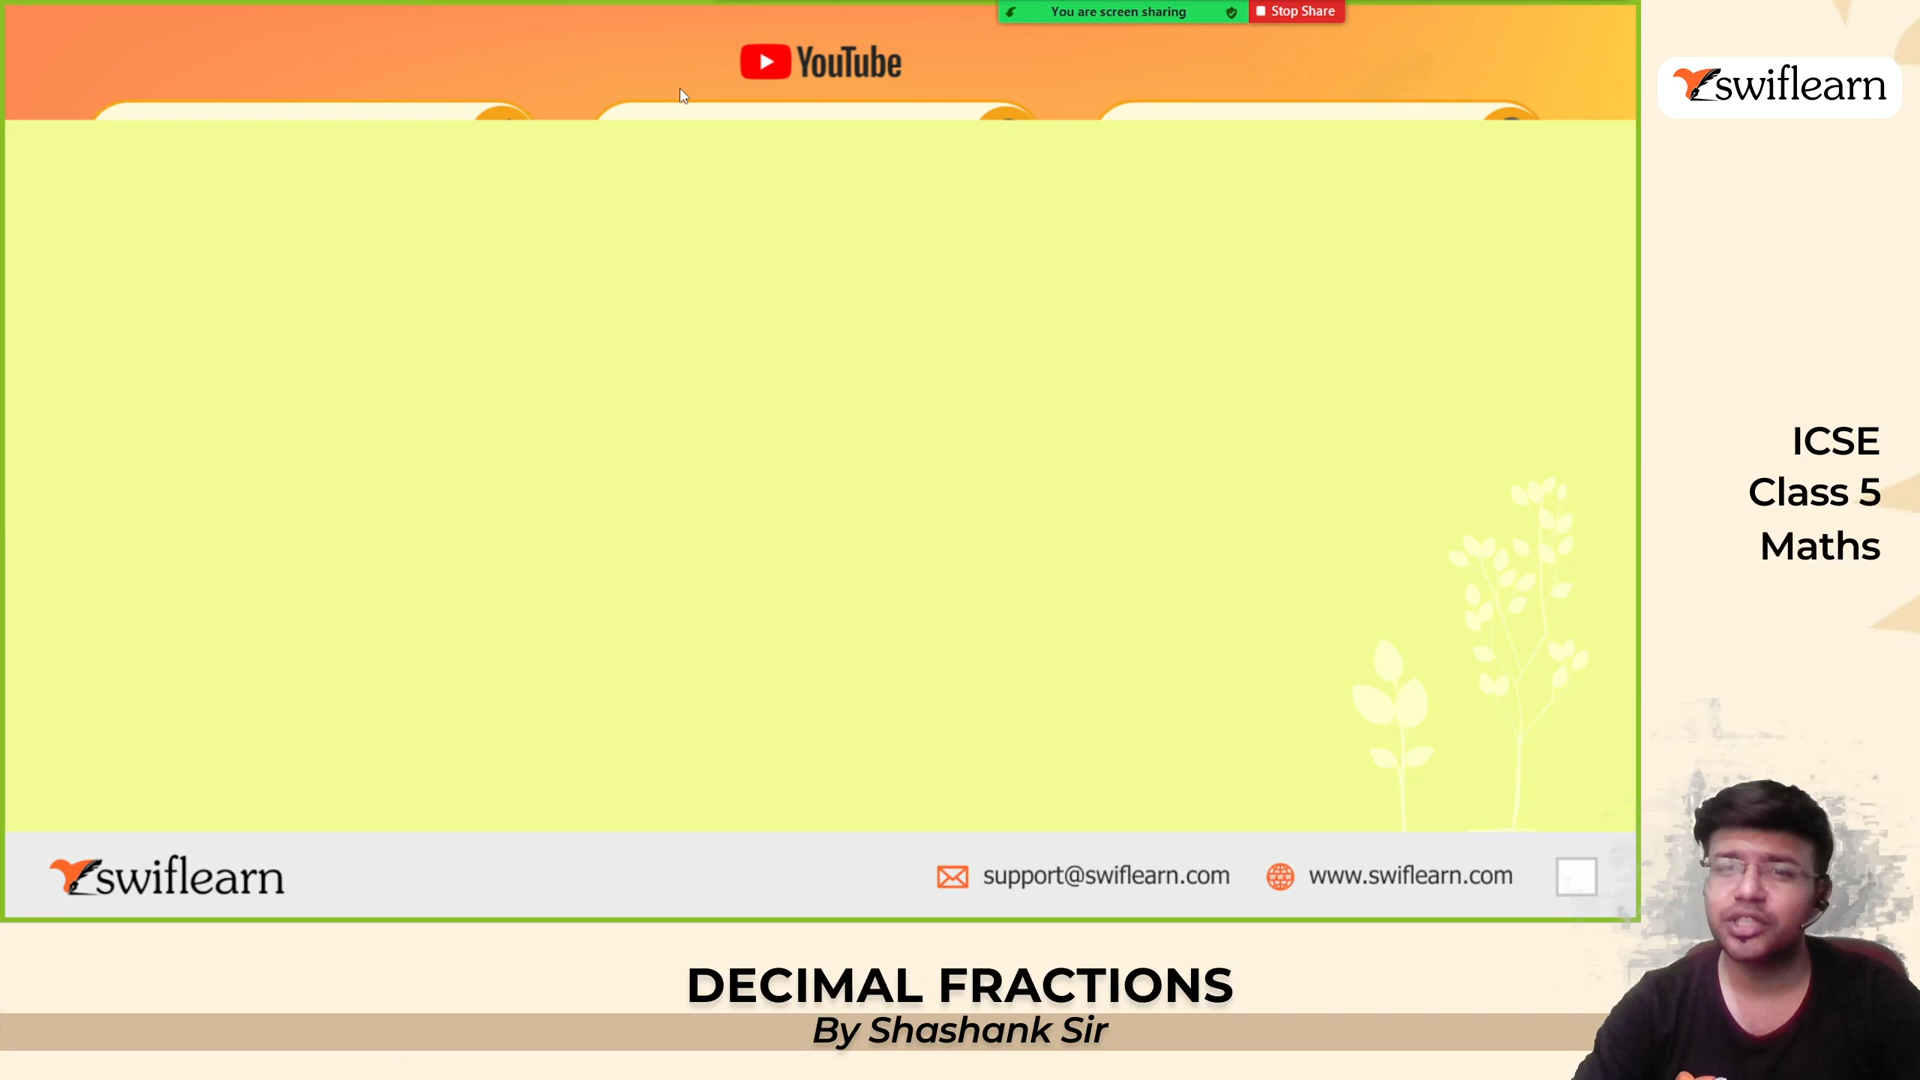 You are screen sharing
Stop Share
YouTube
swiflearn
ICSE
Class 5
Maths
swiflearn
support@swiflearn.com
www.swiflearn.com
DECIMAL FRACTIONS
By Shashank Sir